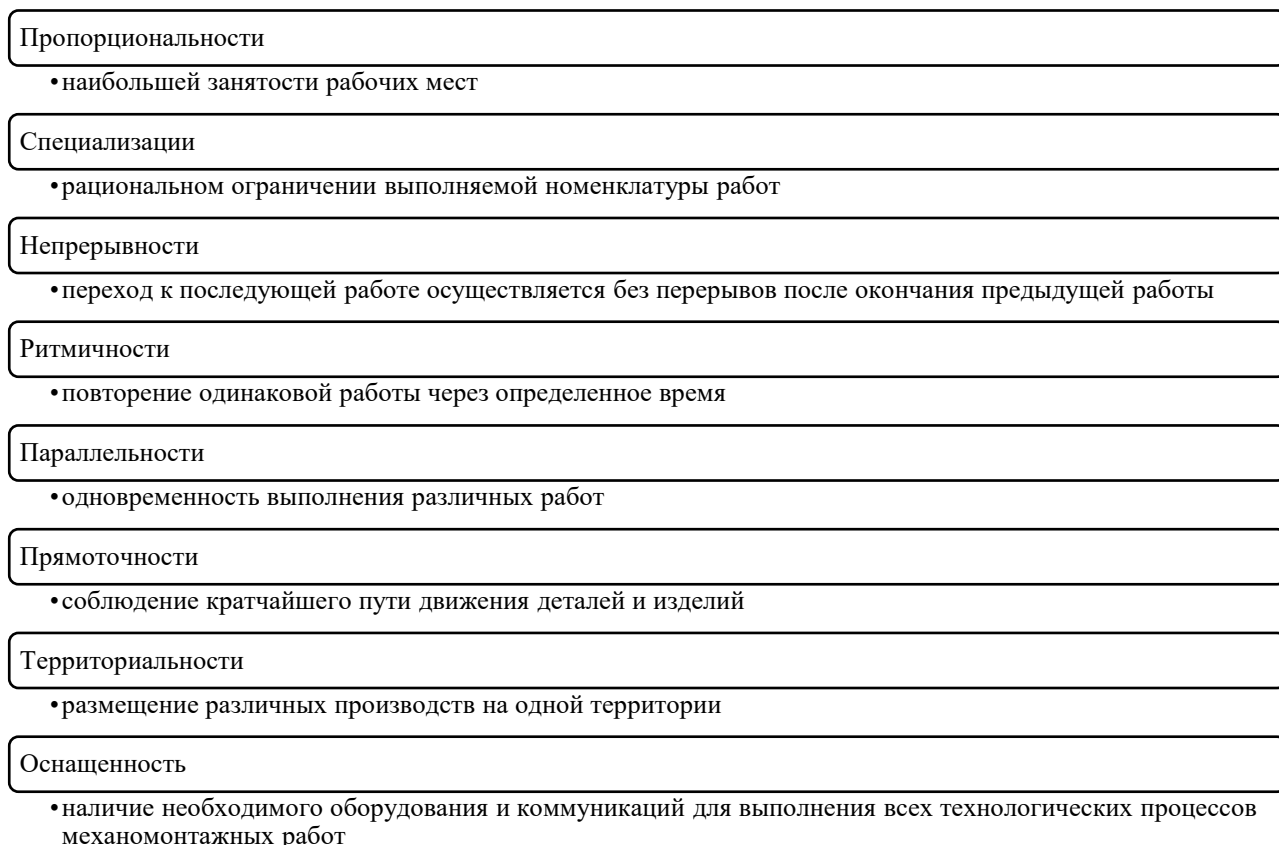 Пропорциональности
•наибольшей занятости рабочих мест
Специализации
•рациональном ограничении выполняемой номенклатуры работ
Непрерывности
•переход к последующей работе осуществляется без перерывов после окончания предыдущей работы
Ритмичности
•повторение одинаковой работы через определенное время
Параллельности
•одновременность выполнения различных работ
Прямоточности
•соблюдение кратчайшего пути движения деталей и изделий
Территориальности
•размещение различных производств на одной территории
Оснащенность
•наличие необходимого оборудования и коммуникаций для выполнения всех технологических процессов
механомонтажных работ